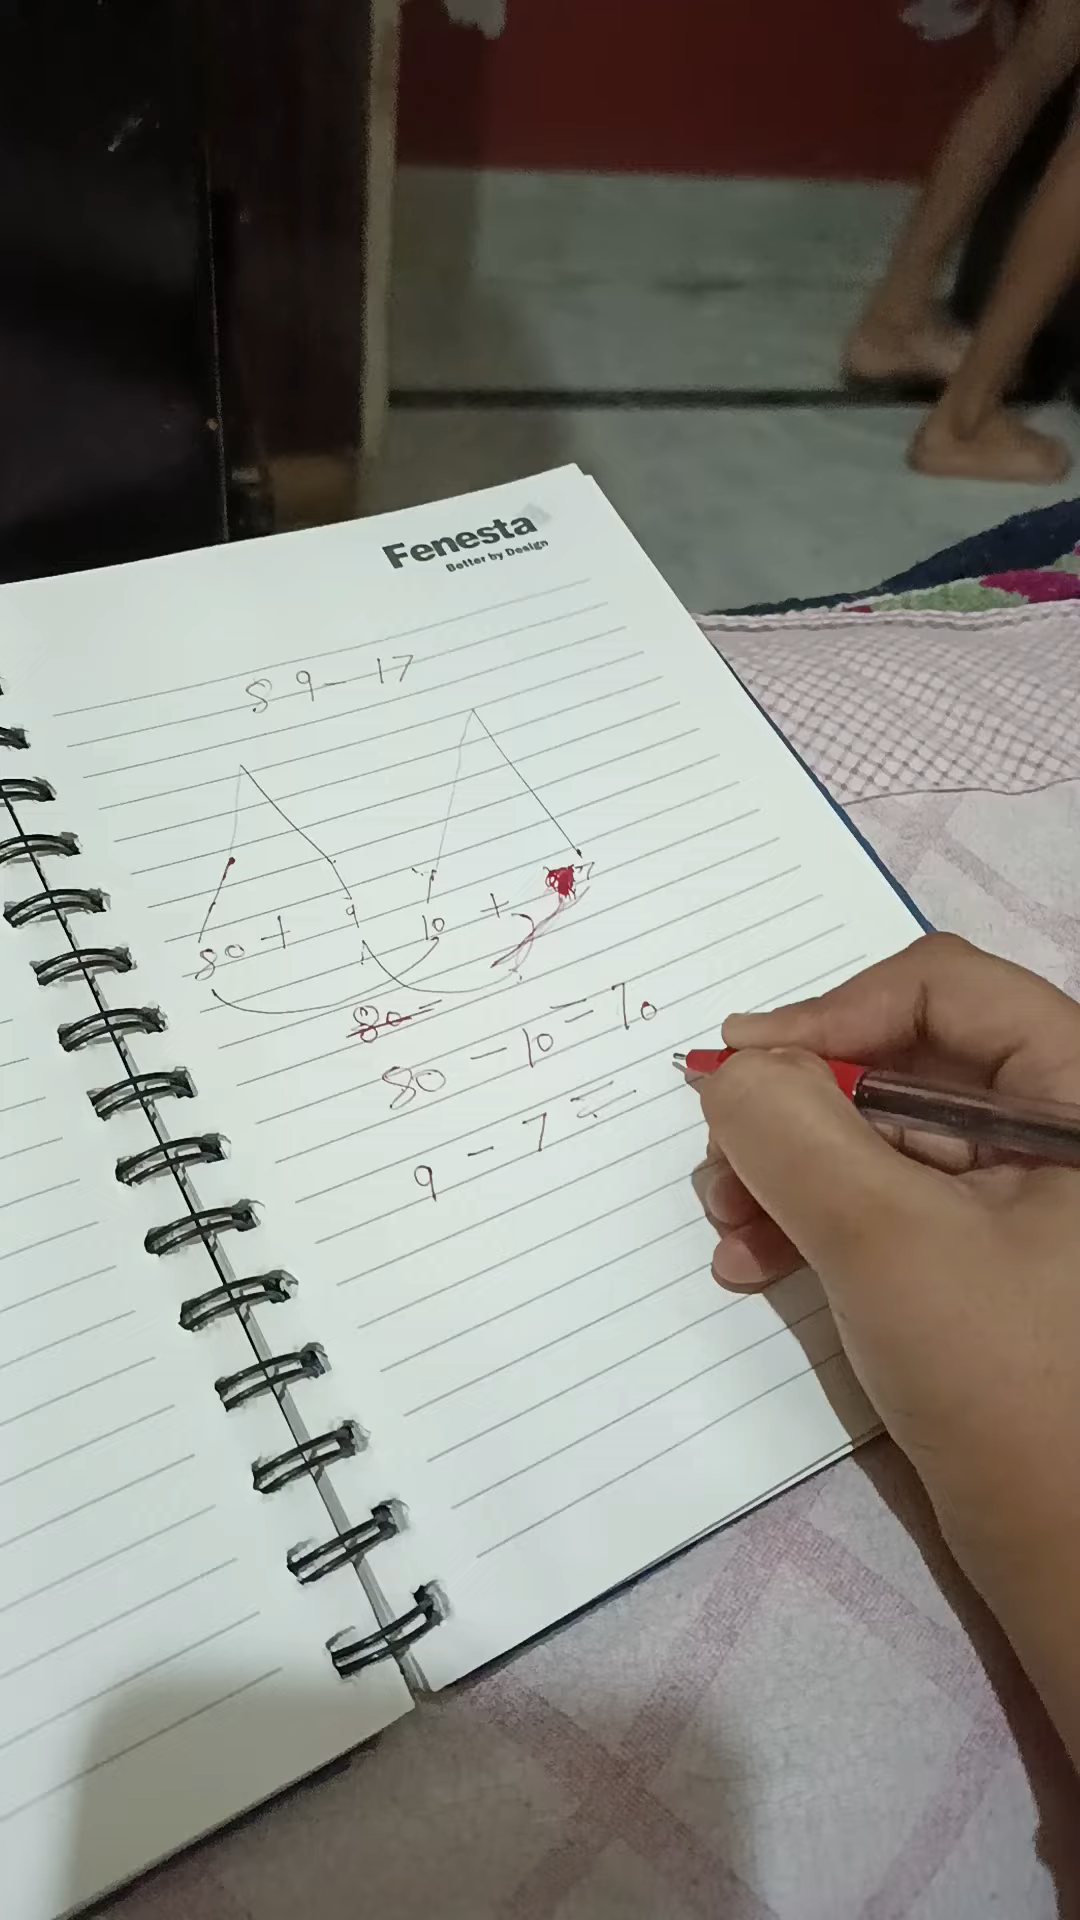 Fenesta
Better by Design
89-17
80 + 9 10 + 7
80=
80 - 10 = 70
9 - 7 =